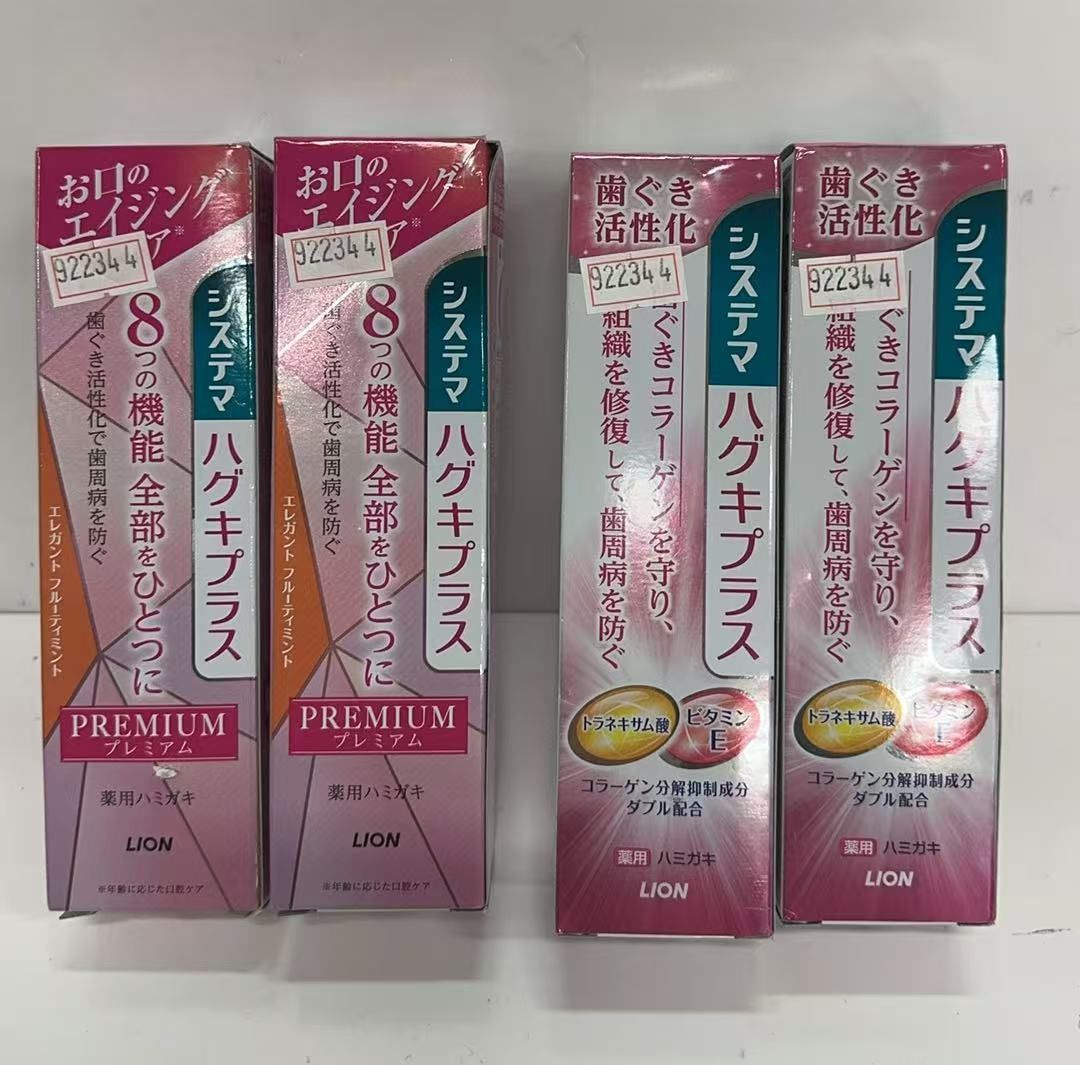 お口の
エイジング
ア※
922344
システマ
ハグキプラス
8つの機能 全部をひとつに
歯ぐき活性化で歯周病を防ぐ
エレガント フルーティミント
PREMIUM
プレミアム
薬用ハミガキ
LION
※年齢に応じた口腔ケア
お口の
エイジング
ア※
922344
システマ
ハグキプラス
8つの機能 全部をひとつに
歯ぐき活性化で歯周病を防ぐ
エレガント フルーティミント
PREMIUM
プレミアム
薬用ハミガキ
LION
※年齢に応じた口腔ケア
歯ぐき
活性化
922344
システマ
ハグキプラス
ぐきコラーゲンを守り、
組織を修復して、歯周病を防ぐ
トラネキサム酸
ビタミン
E
コラーゲン分解抑制成分
ダブル配合
薬用 ハミガキ
LION
歯ぐき
活性化
922344
システマ
ハグキプラス
ぐきコラーゲンを守り、
組織を修復して、歯周病を防ぐ
トラネキサム酸
ビタミン
E
コラーゲン分解抑制成分
ダブル配合
薬用 ハミガキ
LION